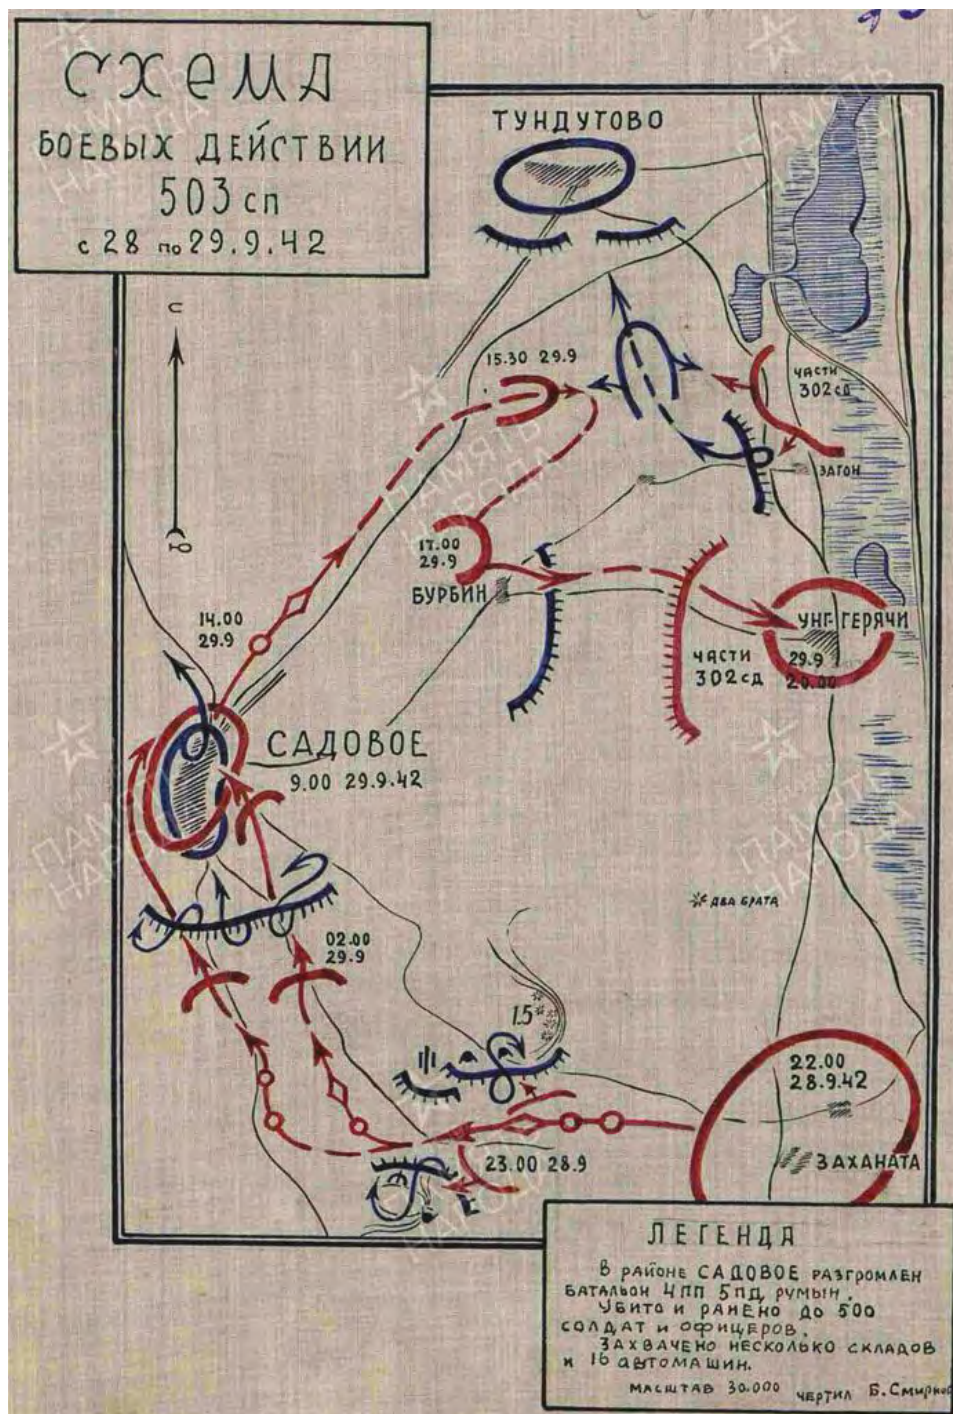 СХЕМА
БОЕВЫХ ДЕЙСТВИИ
503 сп
с 28 по 29.9.42
ТУНДУТОВО
С
15.30 29.9
ЧАСТИ
302 сд
ЗАГОН
17.00
29.9
БУРБИН
УНГ-ГЕРЯЧИ
29.9
20.00
ЧАСТИ
302 сд
14.00
29.9
САДОВОЕ
9.00 29.9.42
ДВА БРАТА
02.00
29.9
1.5
22.00
28.9.42
ЗАХАНАТА
23.00 28.9
ЛЕГЕНДА
В РАЙОНЕ САДОВОЕ РАЗГРОМЛЕН
БАТАЛЬОН 4 ПП 5 ПД РУМЫН.
УБИТО И РАНЕНО ДО 500
СОЛДАТ И ОФИЦЕРОВ.
ЗАХВАЧЕНО НЕСКОЛЬКО СКЛАДОВ
И 16 АВТОМАШИН.
МАСШТАБ 30.000 ЧЕРТИЛ Б. Смирнов
ПАМЯТЬ
НАРОДА